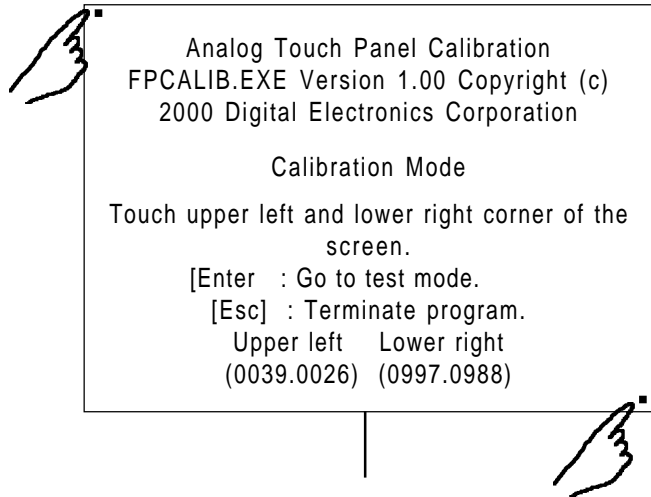 Analog Touch Panel Calibration
FPCALIB.EXE Version 1.00 Copyright (c)
2000 Digital Electronics Corporation
Calibration Mode
Touch upper left and lower right corner of the
screen.
[Enter : Go to test mode.
[Esc] : Terminate program.
Upper left Lower right
(0039.0026) (0997.0988)